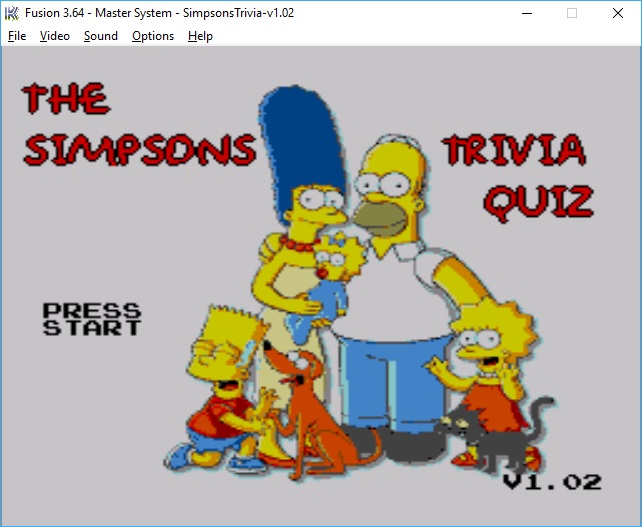 Fusion 3.64 - Master System - SimpsonsTrivia-v1.02
File Video Sound Options Help
THE
SIMPSONS TRIVIA
QUIZ
PRESS
START
V1.02